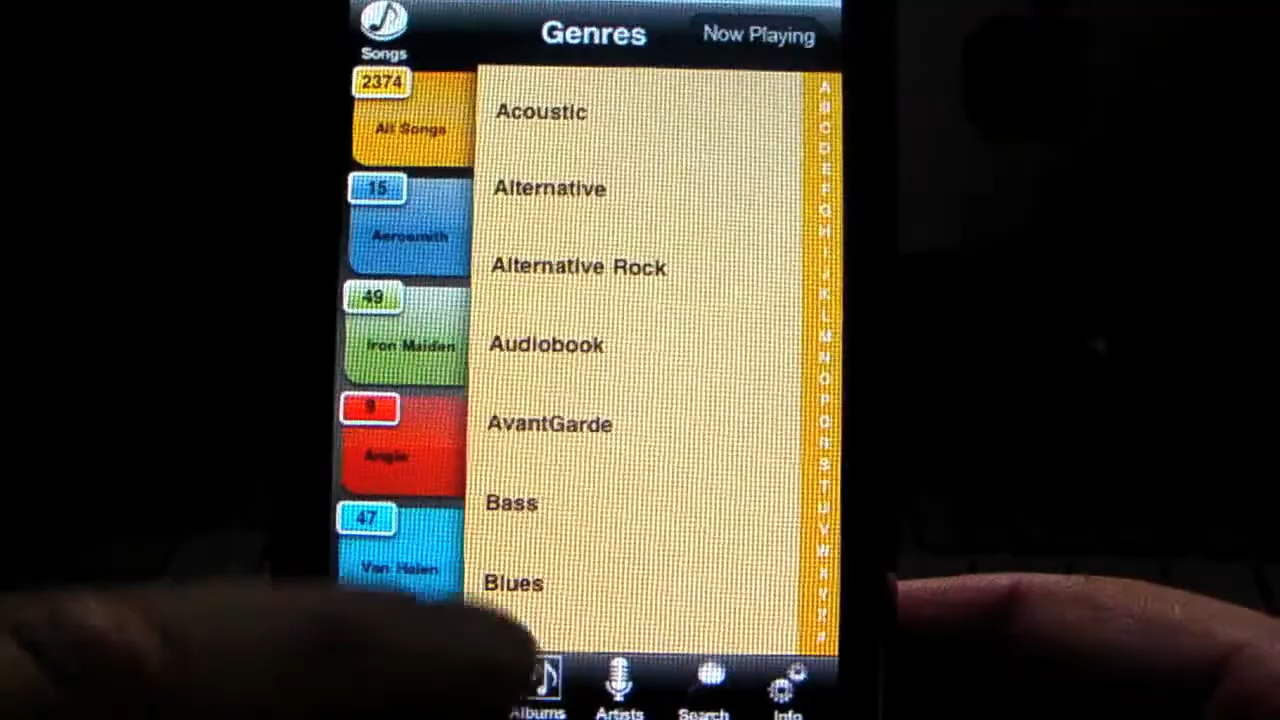 Songs
Genres
Now Playing
2374
All Songs
15
Aerosmith
49
Iron Maiden
9
Angie
47
Van Halen
Acoustic
Alternative
Alternative Rock
Audiobook
AvantGarde
Bass
Blues
A
B
C
D
E
F
G
H
I
J
K
L
M
N
O
P
Q
R
S
T
U
V
W
X
Y
Z
#
Albums
Artists
Search
Info